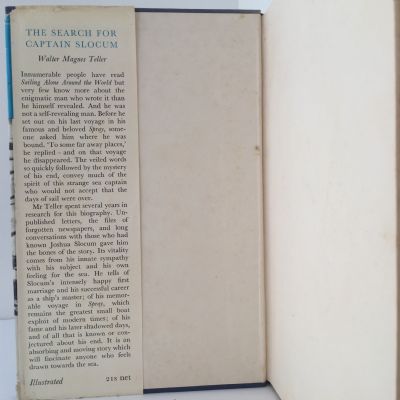 THE SEARCH FOR
CAPTAIN SLOCUM
Walter Magnes Teller
Innumerable people have read
Sailing Alone Around the World but
very few know more about the
enigmatic man who wrote it than
he himself revealed. And he was
not a self-revealing man. Before he
set out on his last voyage in his
famous and beloved Spray, some-
one asked him where he was
bound. 'To some far away places,'
he replied – and on that voyage
he disappeared. The veiled words
so quickly followed by the mystery
of his end, convey much of the
spirit of this strange sea captain
who would not accept that the
days of sail were over.
Mr Teller spent several years in
research for this biography. Un-
published letters, the files of
forgotten newspapers, and long
conversations with those who had
known Joshua Slocum gave him
the bones of the story. Its vitality
comes from his innate sympathy
with his subject and his own
feeling for the sea. He tells of
Slocum's intensely happy first
marriage and his successful career
as a ship's master; of his memor-
able voyage in Spray, which
remains the greatest small boat
exploit of modern times; of his
fame and his later shadowed days,
and of all that is known or con-
jectured about his end. It is an
absorbing and moving story which
will fascinate anyone who feels
drawn towards the sea.
Illustrated 21s net